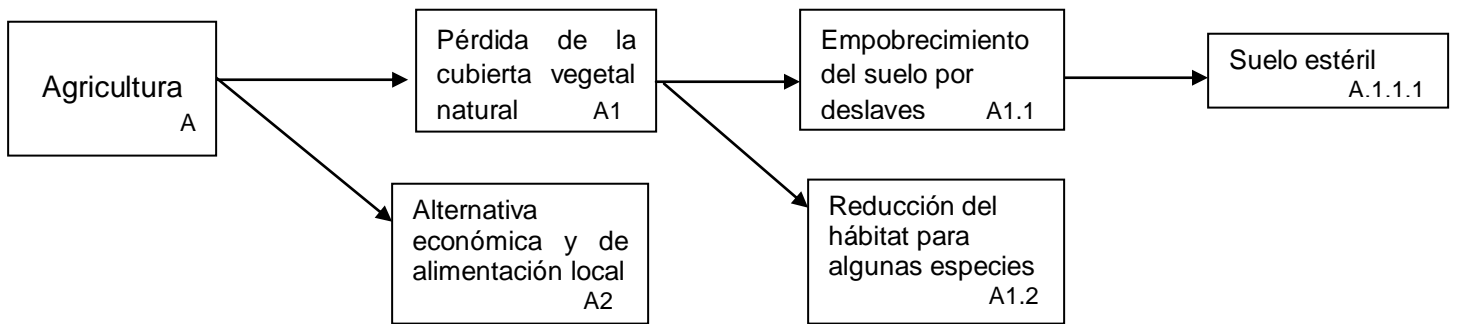 Agricultura
A
Pérdida de la
cubierta vegetal
natural A1
Empobrecimiento
del suelo por
deslaves A1.1
Suelo estéril
A.1.1.1
Alternativa
económica y de
alimentación local
A2
Reducción del
hábitat para
algunas especies
A1.2